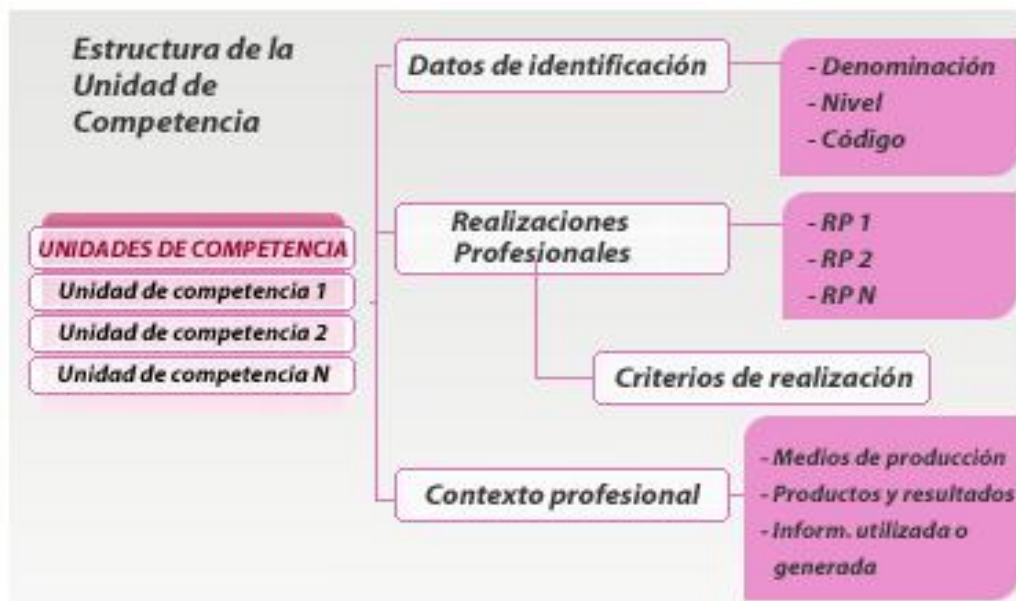 Estructura de la
Unidad de
Competencia
UNIDADES DE COMPETENCIA
Unidad de competencia 1
Unidad de competencia 2
Unidad de competencia N
Datos de identificación
- Denominación
- Nivel
- Código
Realizaciones
Profesionales
- RP 1
- RP 2
- RP N
Criterios de realización
Contexto profesional
- Medios de producción
- Productos y resultados
- Inform. utilizada o
generada